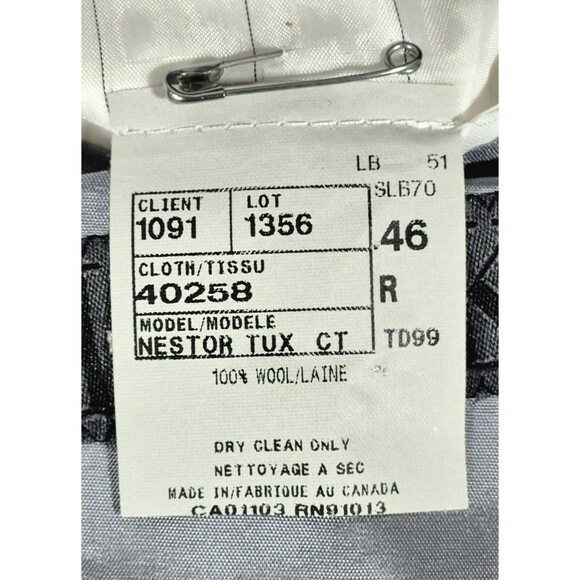 LB 51
SLB70
CLIENT LOT
1091 1356
46
CLOTH/TISSU
40258
R
MODEL/MODELE
NESTOR TUX CT
TD99
100% WOOL/LAINE
DRY CLEAN ONLY
NETTOYAGE A SEC
MADE IN/FABRIQUE AU CANADA
CA01103 RN91013